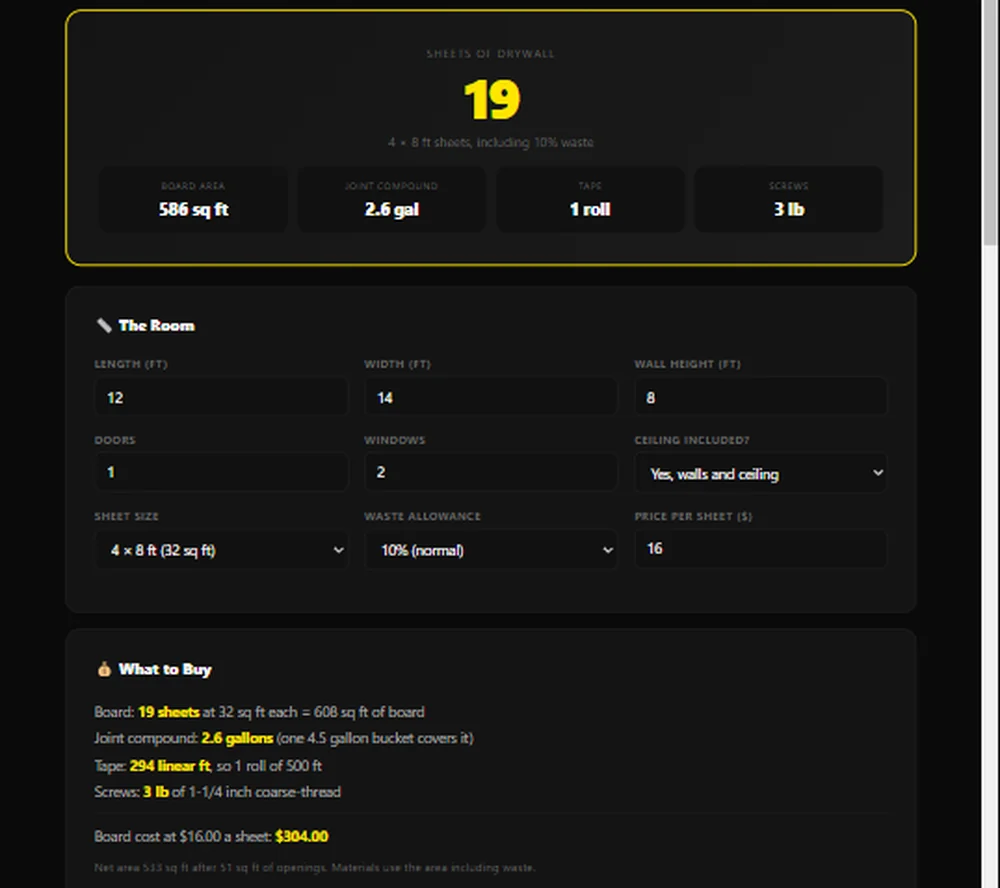 SHEETS OF DRYWALL
19
4 × 8 ft sheets, including 10% waste
BOARD AREA JOINT COMPOUND TAPE SCREWS
586 sq ft 2.6 gal 1 roll 3 lb
The Room
LENGTH (FT) WIDTH (FT) WALL HEIGHT (FT)
12 14 8
DOORS WINDOWS CEILING INCLUDED?
1 2 Yes, walls and ceiling
SHEET SIZE WASTE ALLOWANCE PRICE PER SHEET ($)
4 × 8 ft (32 sq ft) 10% (normal) 16
What to Buy
Board: 19 sheets at 32 sq ft each = 608 sq ft of board
Joint compound: 2.6 gallons (one 4.5 gallon bucket covers it)
Tape: 294 linear ft, so 1 roll of 500 ft
Screws: 3 lb of 1-1/4 inch coarse-thread
Board cost at $16.00 a sheet: $304.00
Net area 533 sq ft after 51 sq ft of openings. Materials use the area including waste.